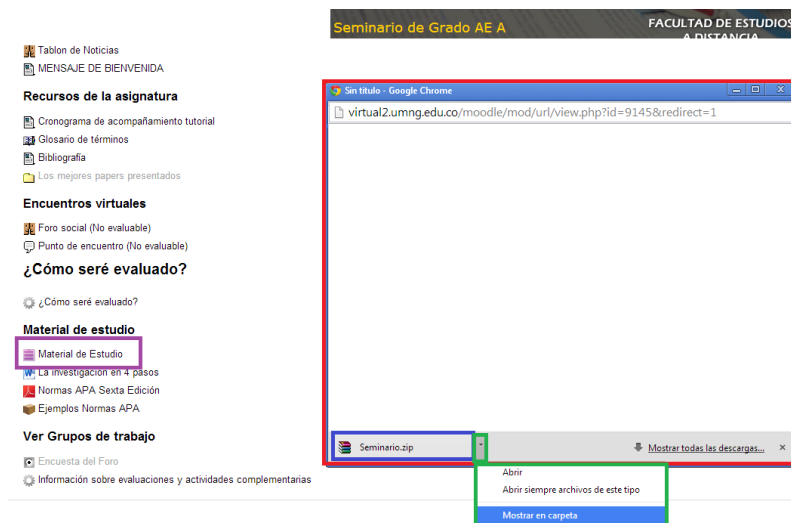 Seminario de Grado AE A
FACULTAD DE ESTUDIOS
A DISTANCIA
Tablon de Noticias
MENSAJE DE BIENVENIDA
Recursos de la asignatura
Cronograma de acompañamiento tutorial
Glosario de términos
Bibliografía
Los mejores papers presentados
Encuentros virtuales
Foro social (No evaluable)
Punto de encuentro (No evaluable)
¿Cómo seré evaluado?
¿Cómo seré evaluado?
Material de estudio
Material de Estudio
La investigación en 4 pasos
Normas APA Sexta Edición
Ejemplos Normas APA
Ver Grupos de trabajo
Encuesta del Foro
Información sobre evaluaciones y actividades complementarias
Sin título - Google Chrome
virtual2.umng.edu.co/moodle/mod/url/view.php?id=9145&redirect=1
Seminario.zip
Mostrar todas las descargas...
Abrir
Abrir siempre archivos de este tipo
Mostrar en carpeta